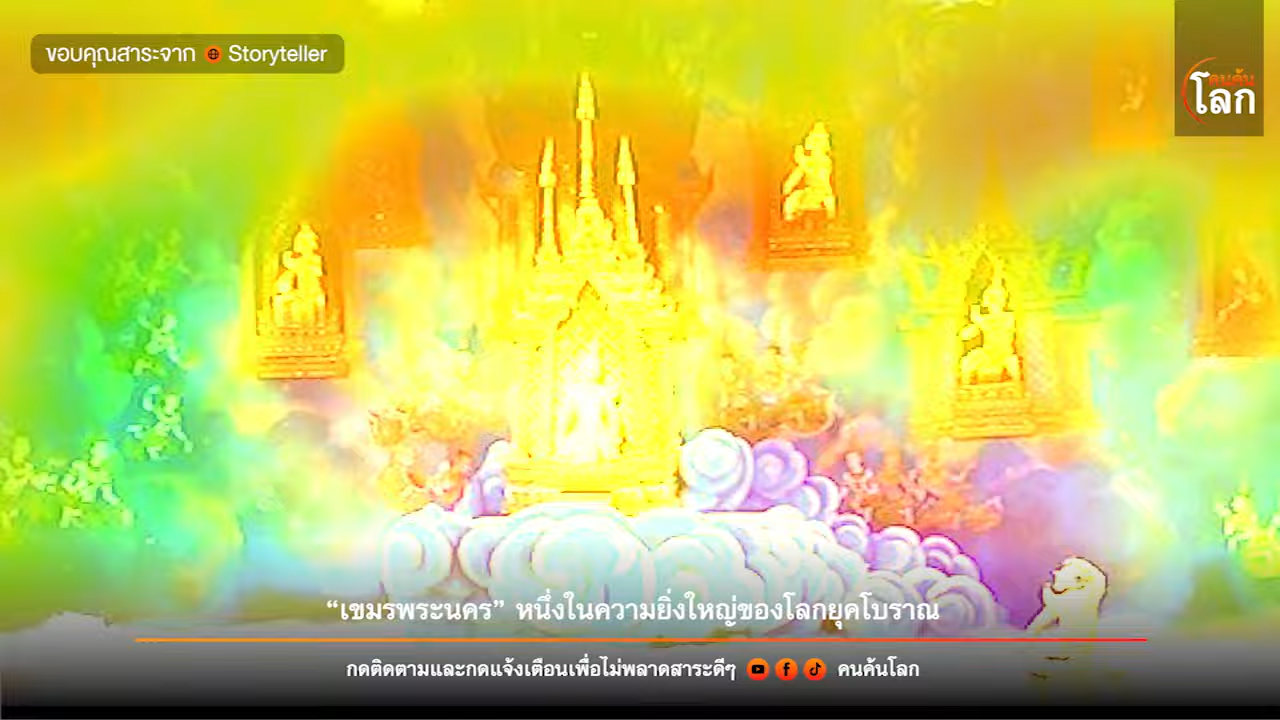 ขอบคุณสาระจาก Storyteller
คนค้น
โลก
“เขมรพระนคร” หนึ่งในความยิ่งใหญ่ของโลกยุคโบราณ
กดติดตามและกดแจ้งเตือนเพื่อไม่พลาดสาระดีๆ คนค้นโลก